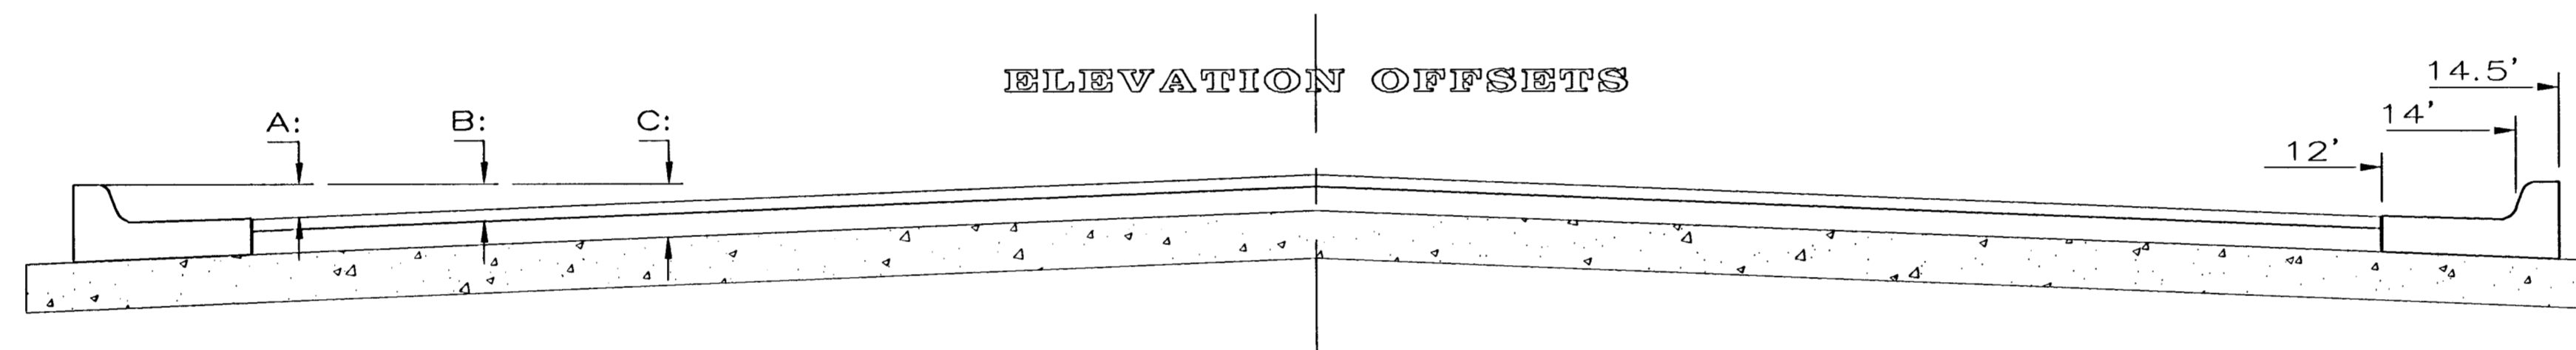 ELEVATION OFFSETS
14.5'
14'
A:
B:
C:
12'